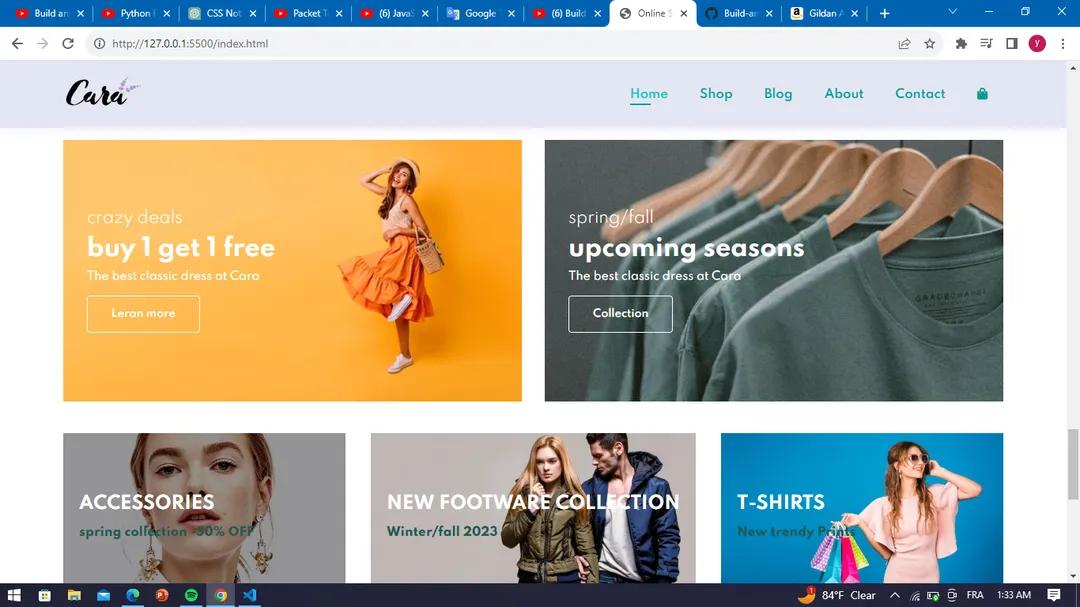 Build an
Python
CSS Not
Packet T
(6) Java
Google
(6) Build
Online S
Build-an
Gildan A
http://127.0.0.1:5500/index.html
y
Cara
Home
Shop
Blog
About
Contact
crazy deals
buy 1 get 1 free
The best classic dress at Cara
Leran more
spring/fall
upcoming seasons
The best classic dress at Cara
Collection
ACCESSORIES
spring collection -30% OFF
NEW FOOTWARE COLLECTION
Winter/fall 2023
T-SHIRTS
New trendy Prints
84°F Clear
FRA
1:33 AM